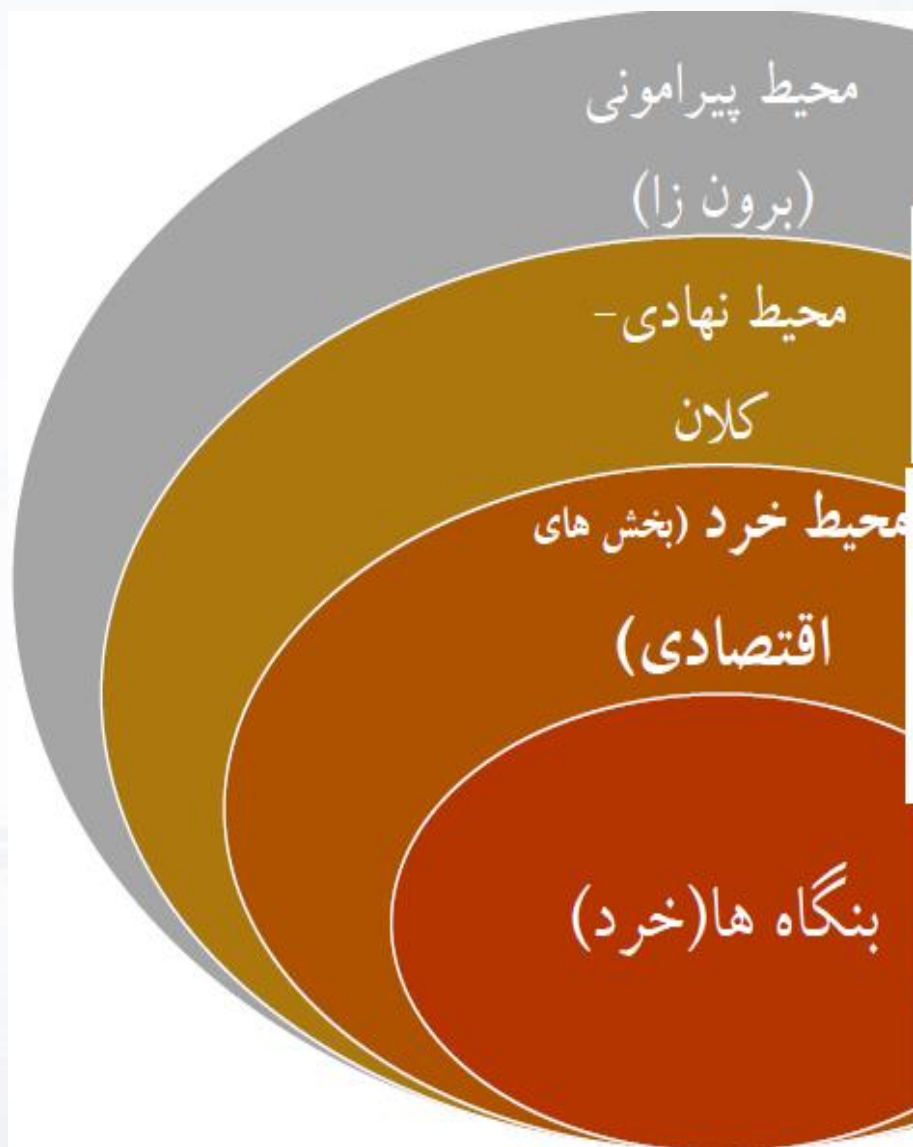 محیط پیرامونی
(برون زا)
محیط نهادی-
کلان
محیط خرد (بخش های
اقتصادی)
بنگاه ها(خرد)